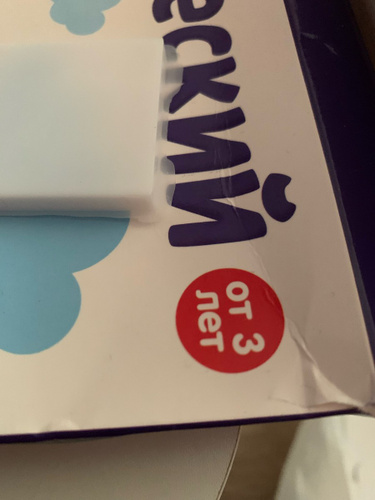 еский
от 3
лет